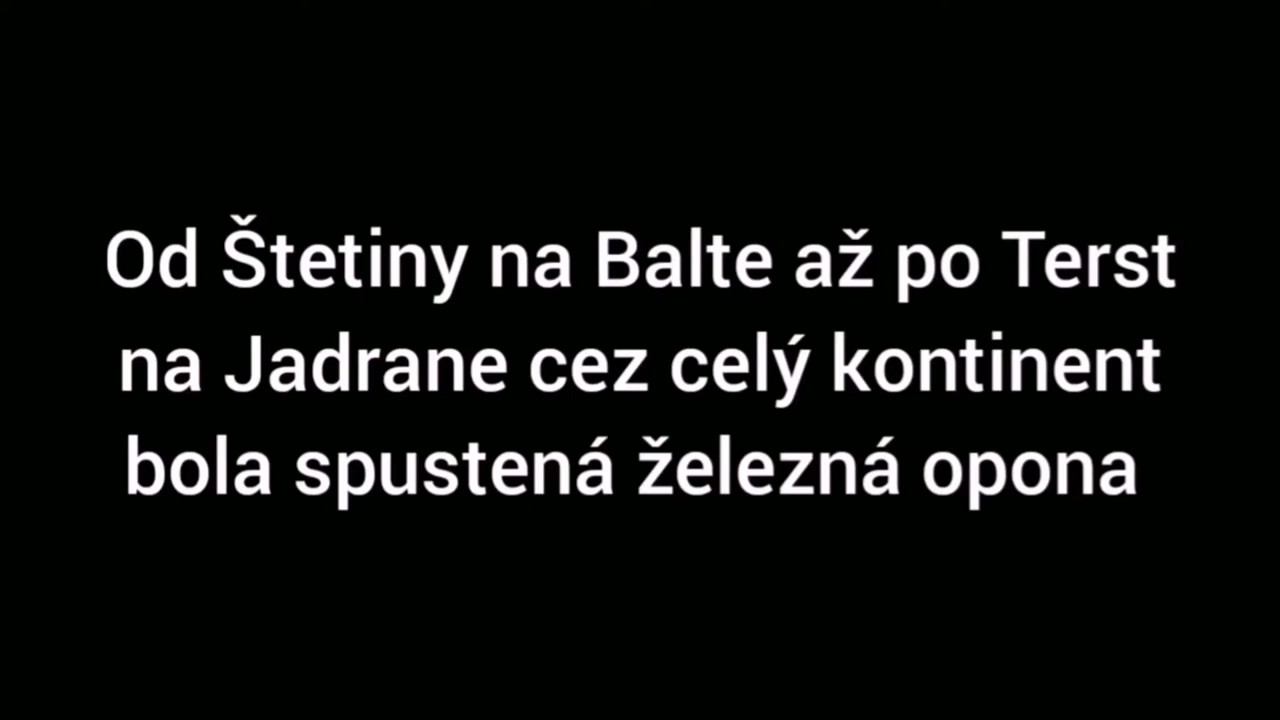 Od Štetiny na Balte až po Terst
na Jadrane cez celý kontinent
bola spustená železná opona